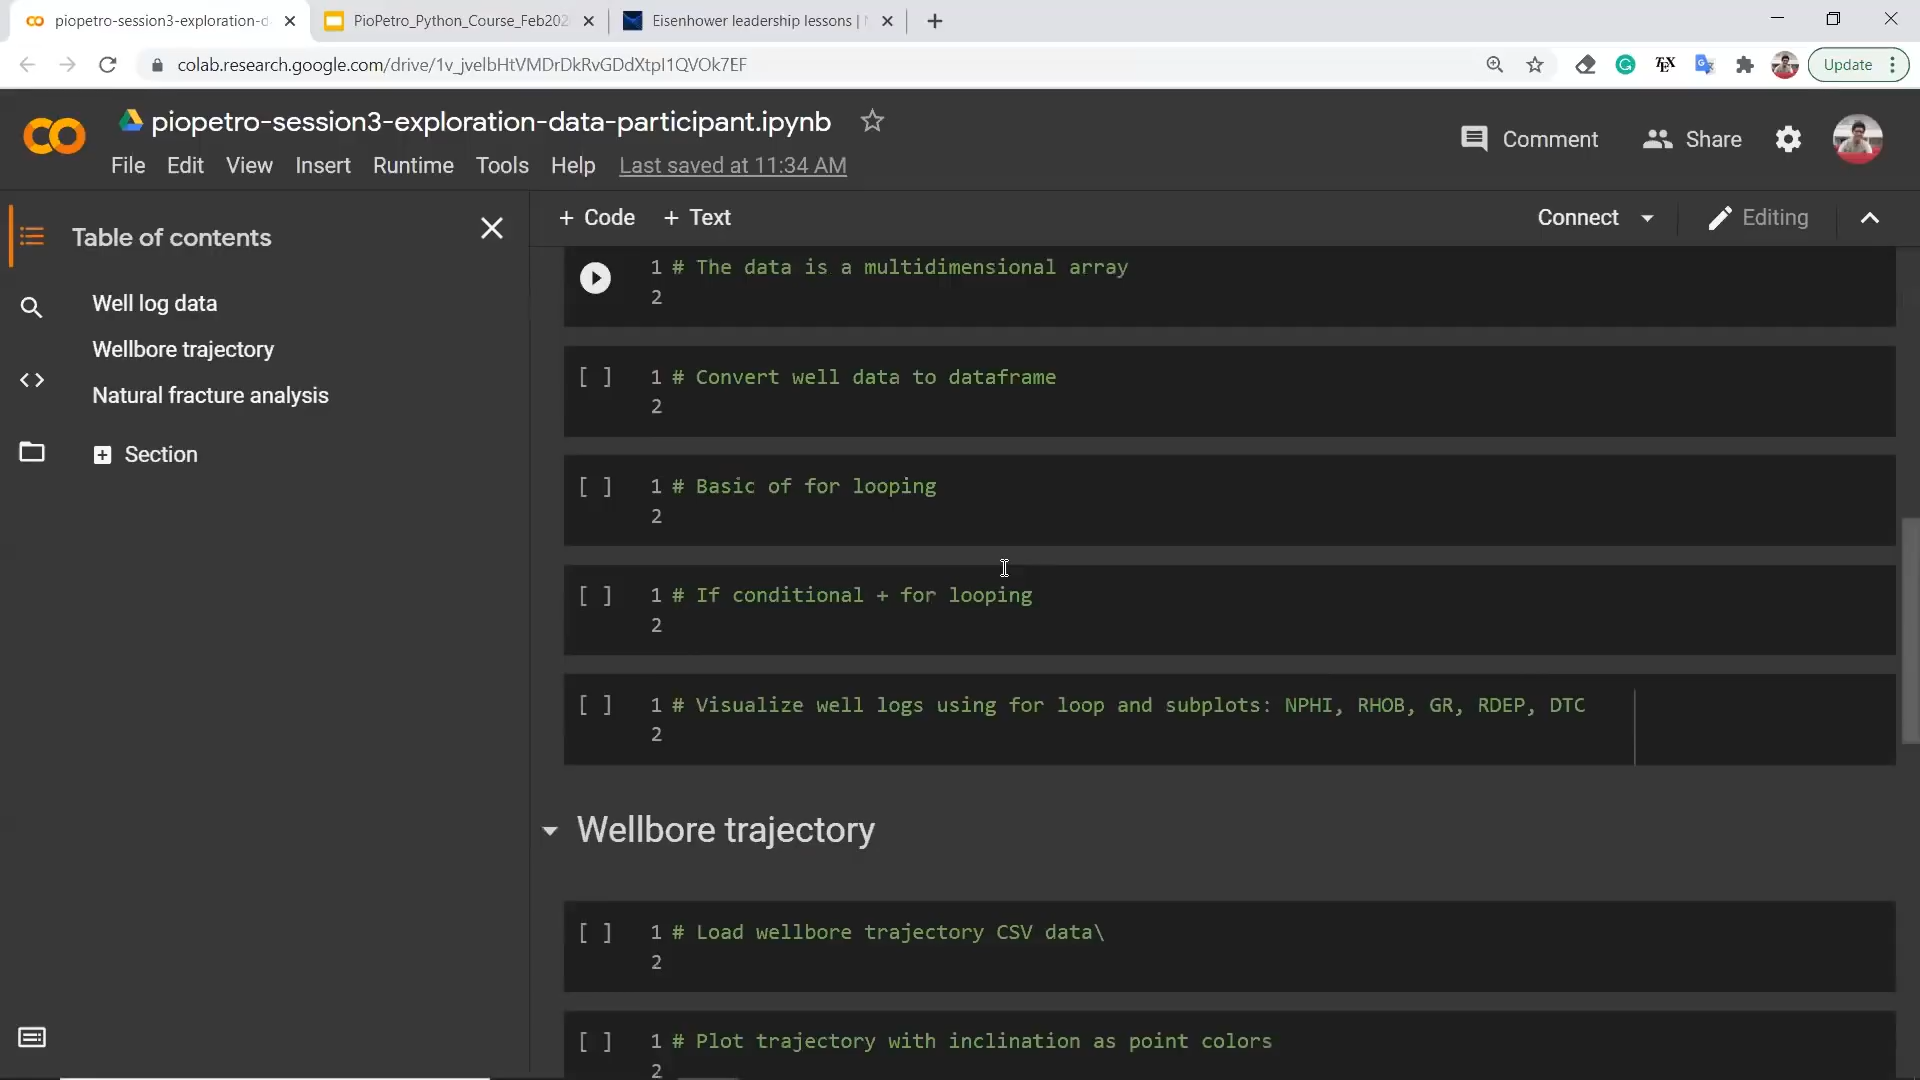 piopetro-session3-exploration-d
PioPetro_Python_Course_Feb202
Eisenhower leadership lessons |
colab.research.google.com/drive/1v_jvelbHtVMDrDkRvGDdXtpI1QVOk7EF
Update
piopetro-session3-exploration-data-participant.ipynb
Comment
Share
File Edit View Insert Runtime Tools Help Last saved at 11:34 AM
Table of contents
+ Code + Text
Connect
Editing
Well log data
Wellbore trajectory
Natural fracture analysis
Section
1 # The data is a multidimensional array
2
[ ] 1 # Convert well data to dataframe
2
[ ] 1 # Basic of for looping
2
[ ] 1 # If conditional + for looping
2
[ ] 1 # Visualize well logs using for loop and subplots: NPHI, RHOB, GR, RDEP, DTC
2
Wellbore trajectory
[ ] 1 # Load wellbore trajectory CSV data\
2
[ ] 1 # Plot trajectory with inclination as point colors
2